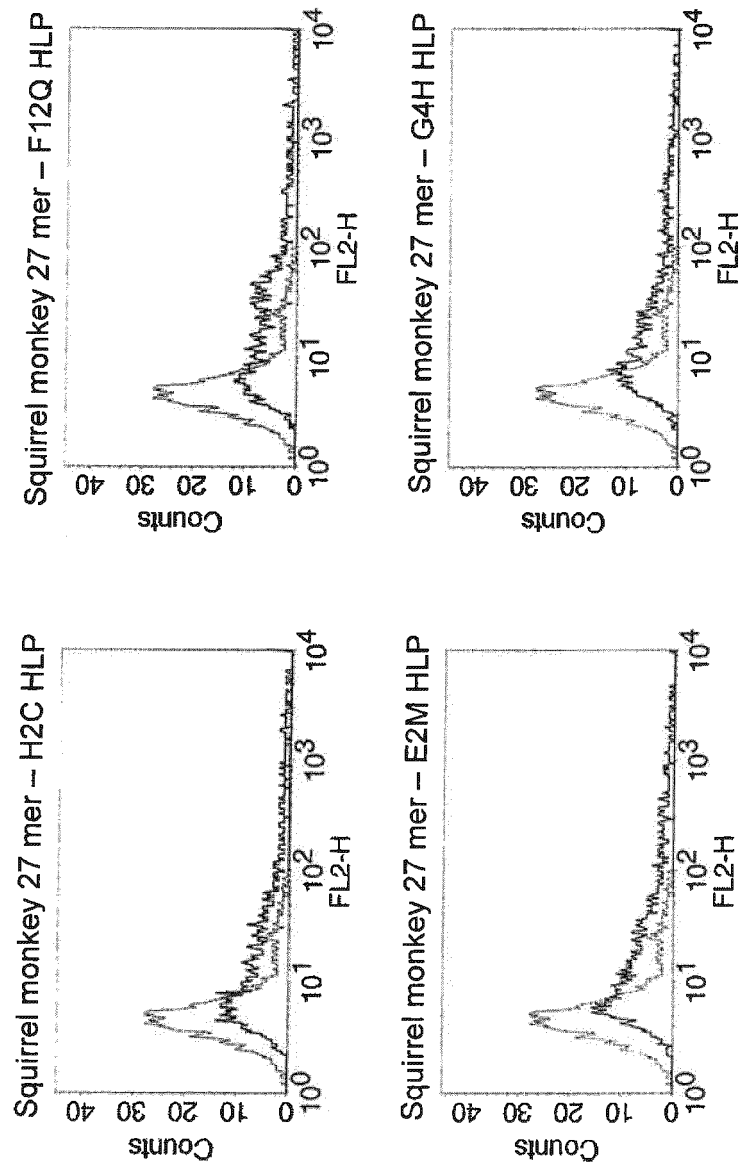 Squirrel monkey 27 mer – H2C HLP
Counts
40
30
20
10
0
10⁰ 10¹ 10² 10³ 10⁴
FL2-H
Squirrel monkey 27 mer – F12Q HLP
Counts
40
30
20
10
0
10⁰ 10¹ 10² 10³ 10⁴
FL2-H
Squirrel monkey 27 mer – E2M HLP
Counts
40
30
20
10
0
10⁰ 10¹ 10² 10³ 10⁴
FL2-H
Squirrel monkey 27 mer – G4H HLP
Counts
40
30
20
10
0
10⁰ 10¹ 10² 10³ 10⁴
FL2-H